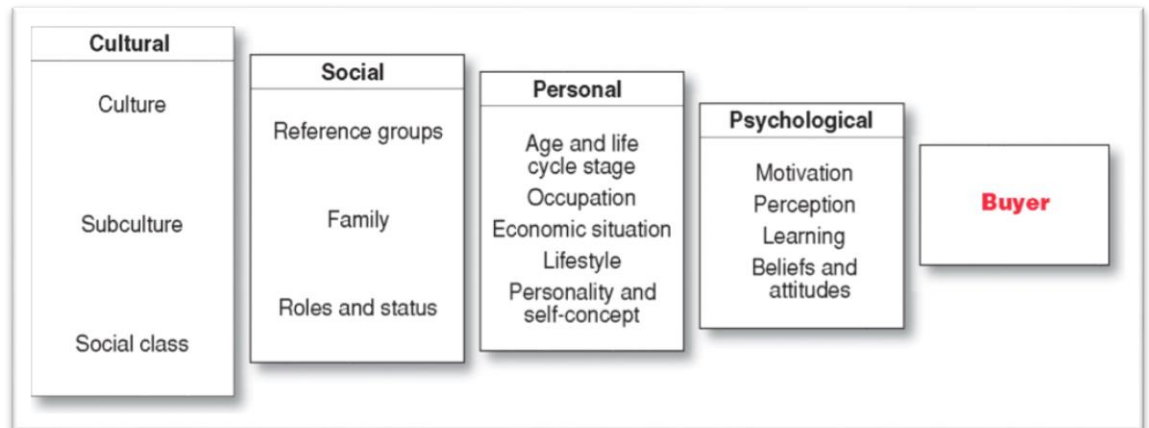 Cultural
Culture
Subculture
Social class
Social
Reference groups
Family
Roles and status
Personal
Age and life
cycle stage
Occupation
Economic situation
Lifestyle
Personality and
self-concept
Psychological
Motivation
Perception
Learning
Beliefs and
attitudes
Buyer